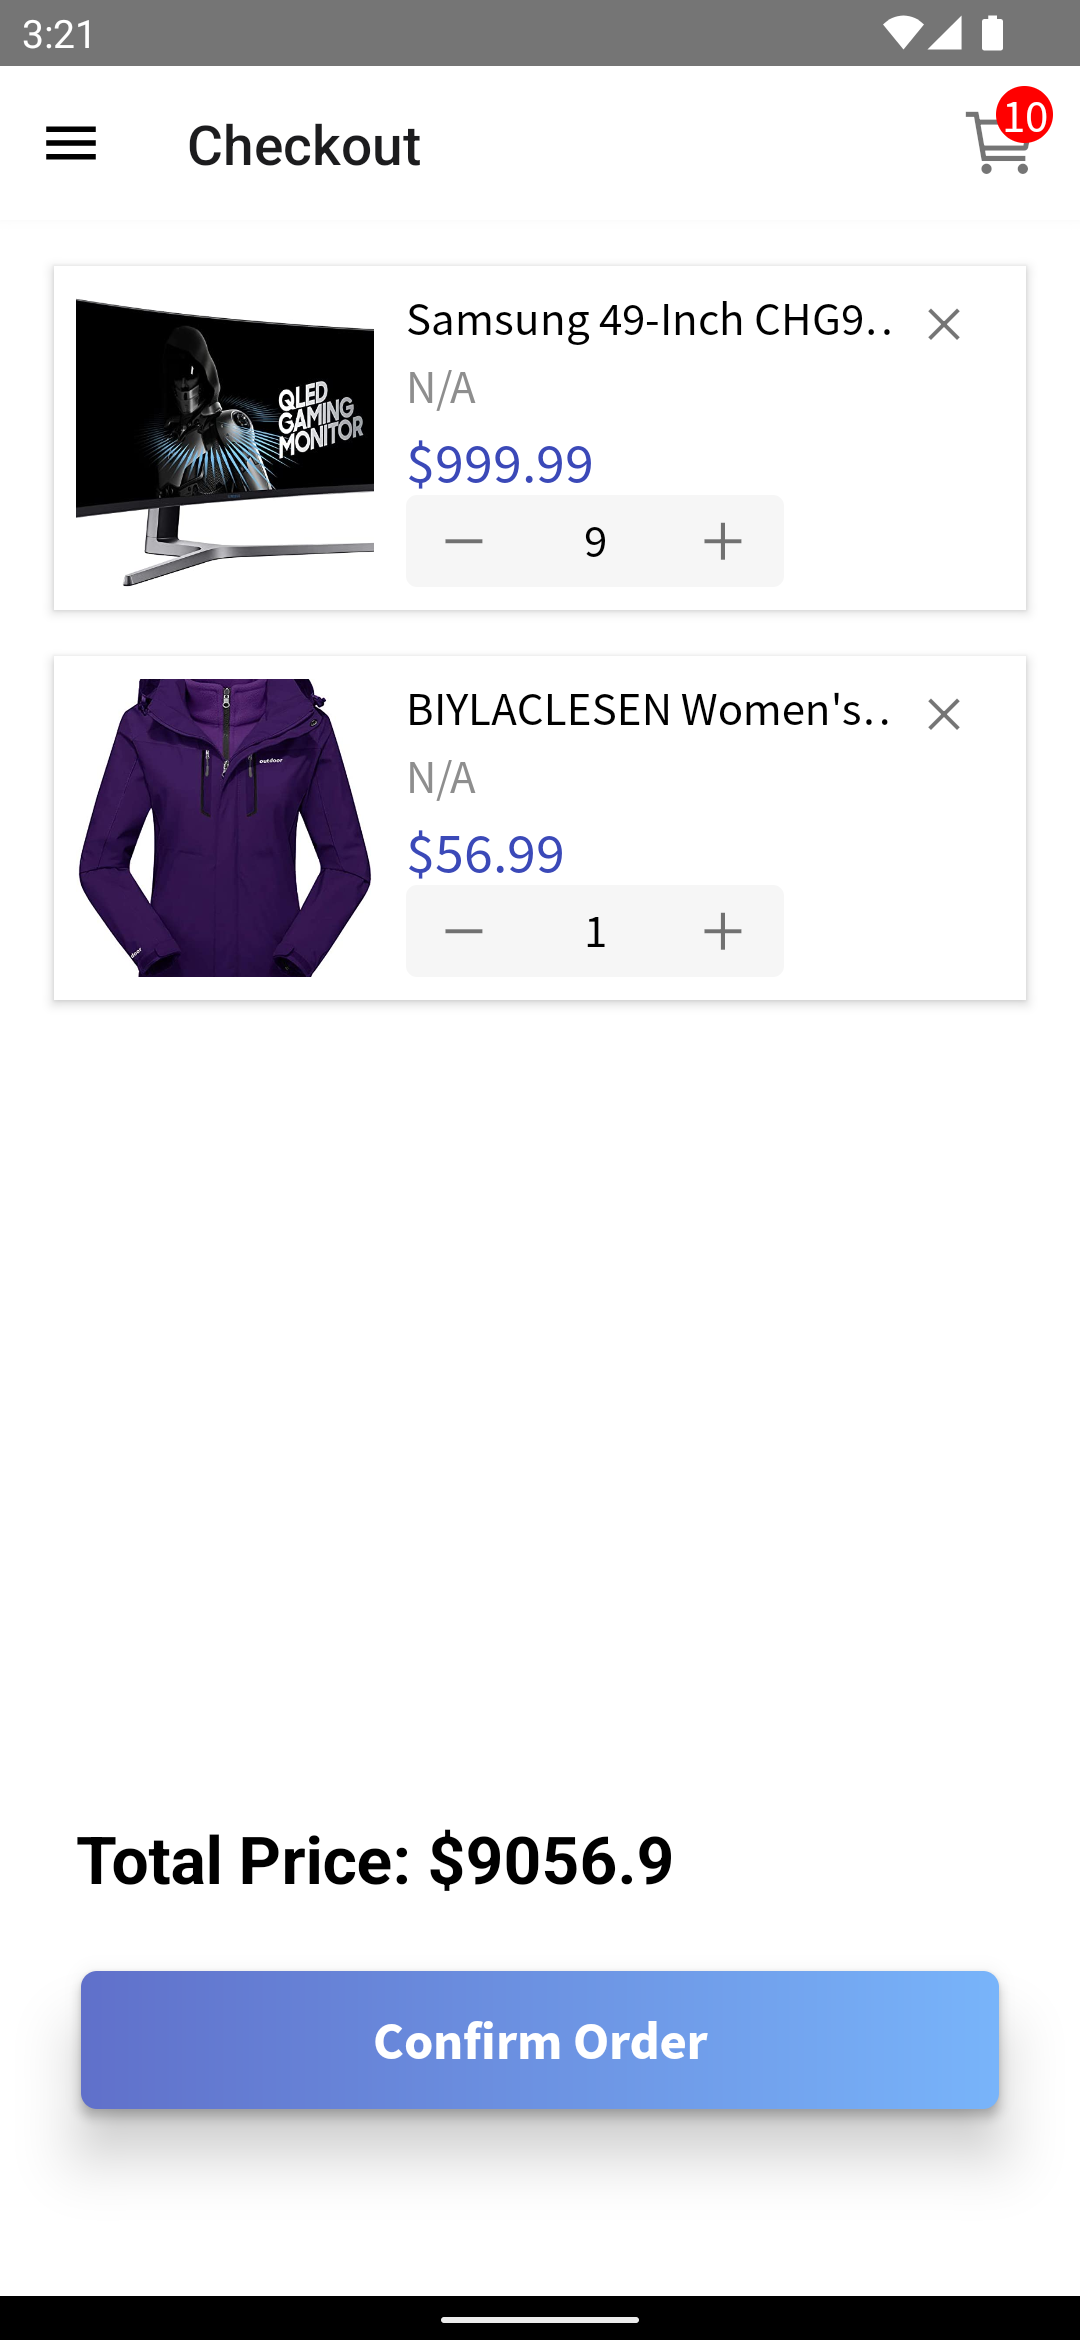 3:21
Checkout
10
Samsung 49-Inch CHG9..
N/A
$999.99
9
QLED
GAMING
MONITOR
BIYLACLESEN Women's..
N/A
$56.99
1
outdoor
Total Price: $9056.9
Confirm Order